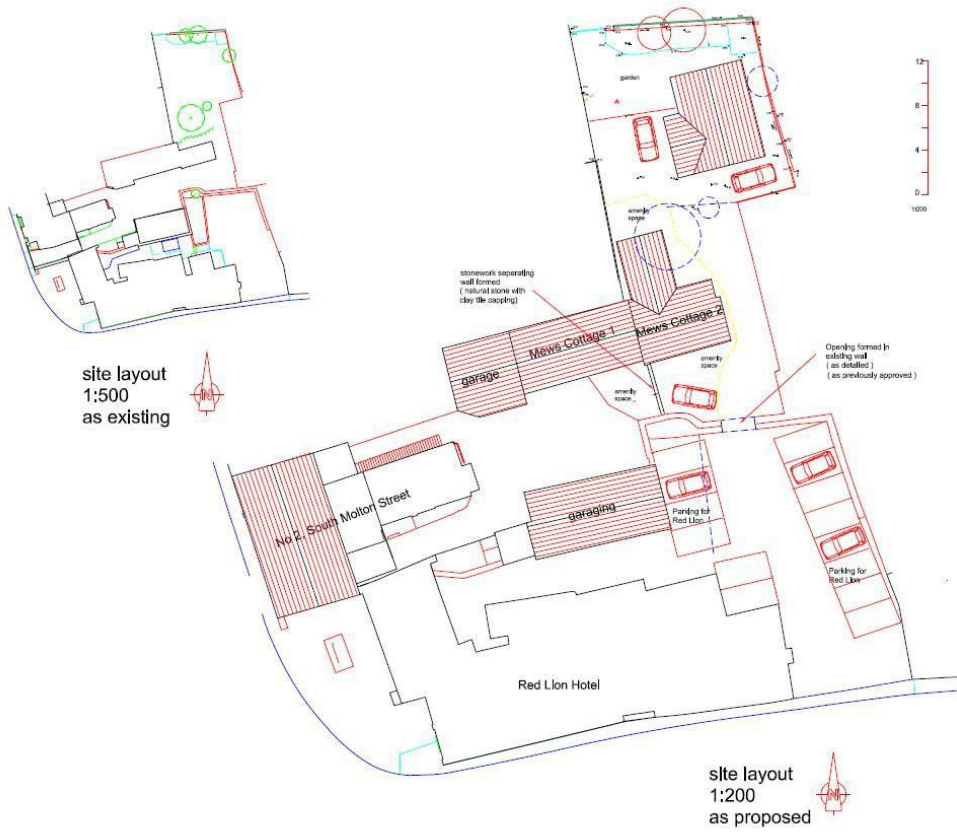 site layout
1:500
as existing
N
12
8
6
4
2
0
1:200
garden
amenity
space
stonework seperating
wall formed
( natural stone with
clay tile capping)
Mews Cottage 1
Mews Cottage 2
garage
amenity
space
amenity
space
Opening formed in
existing wall
( as detailed )
( as previously approved )
No 2, South Molton Street
garaging
Parking for
Red Lion
Parking for
Red Lion
Red Lion Hotel
site layout
1:200
as proposed
N